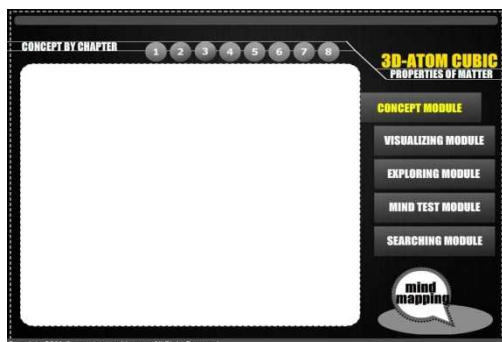 CONCEPT BY CHAPTER
1 2 3 4 5 6 7 8
3D-ATOM CUBIC
PROPERTIES OF MATTER
CONCEPT MODULE
VISUALIZING MODULE
EXPLORING MODULE
MIND TEST MODULE
SEARCHING MODULE
mind
mapping